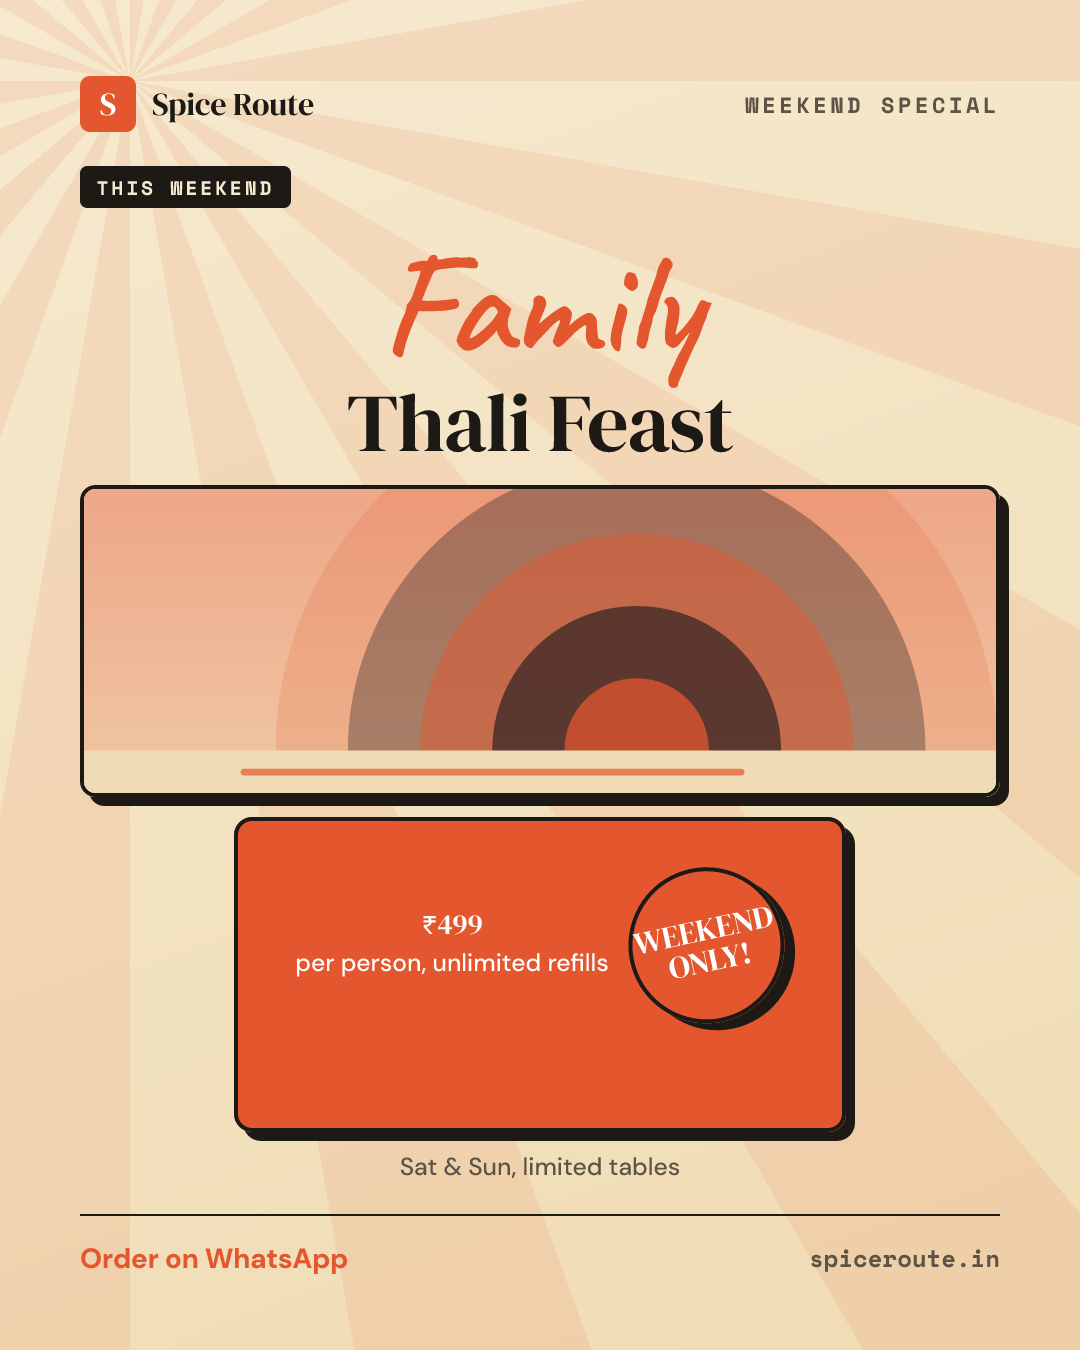 S
Spice Route
WEEKEND SPECIAL
THIS WEEKEND
Family
Thali Feast
₹499
per person, unlimited refills
WEEKEND
ONLY!
Sat & Sun, limited tables
Order on WhatsApp
spiceroute.in